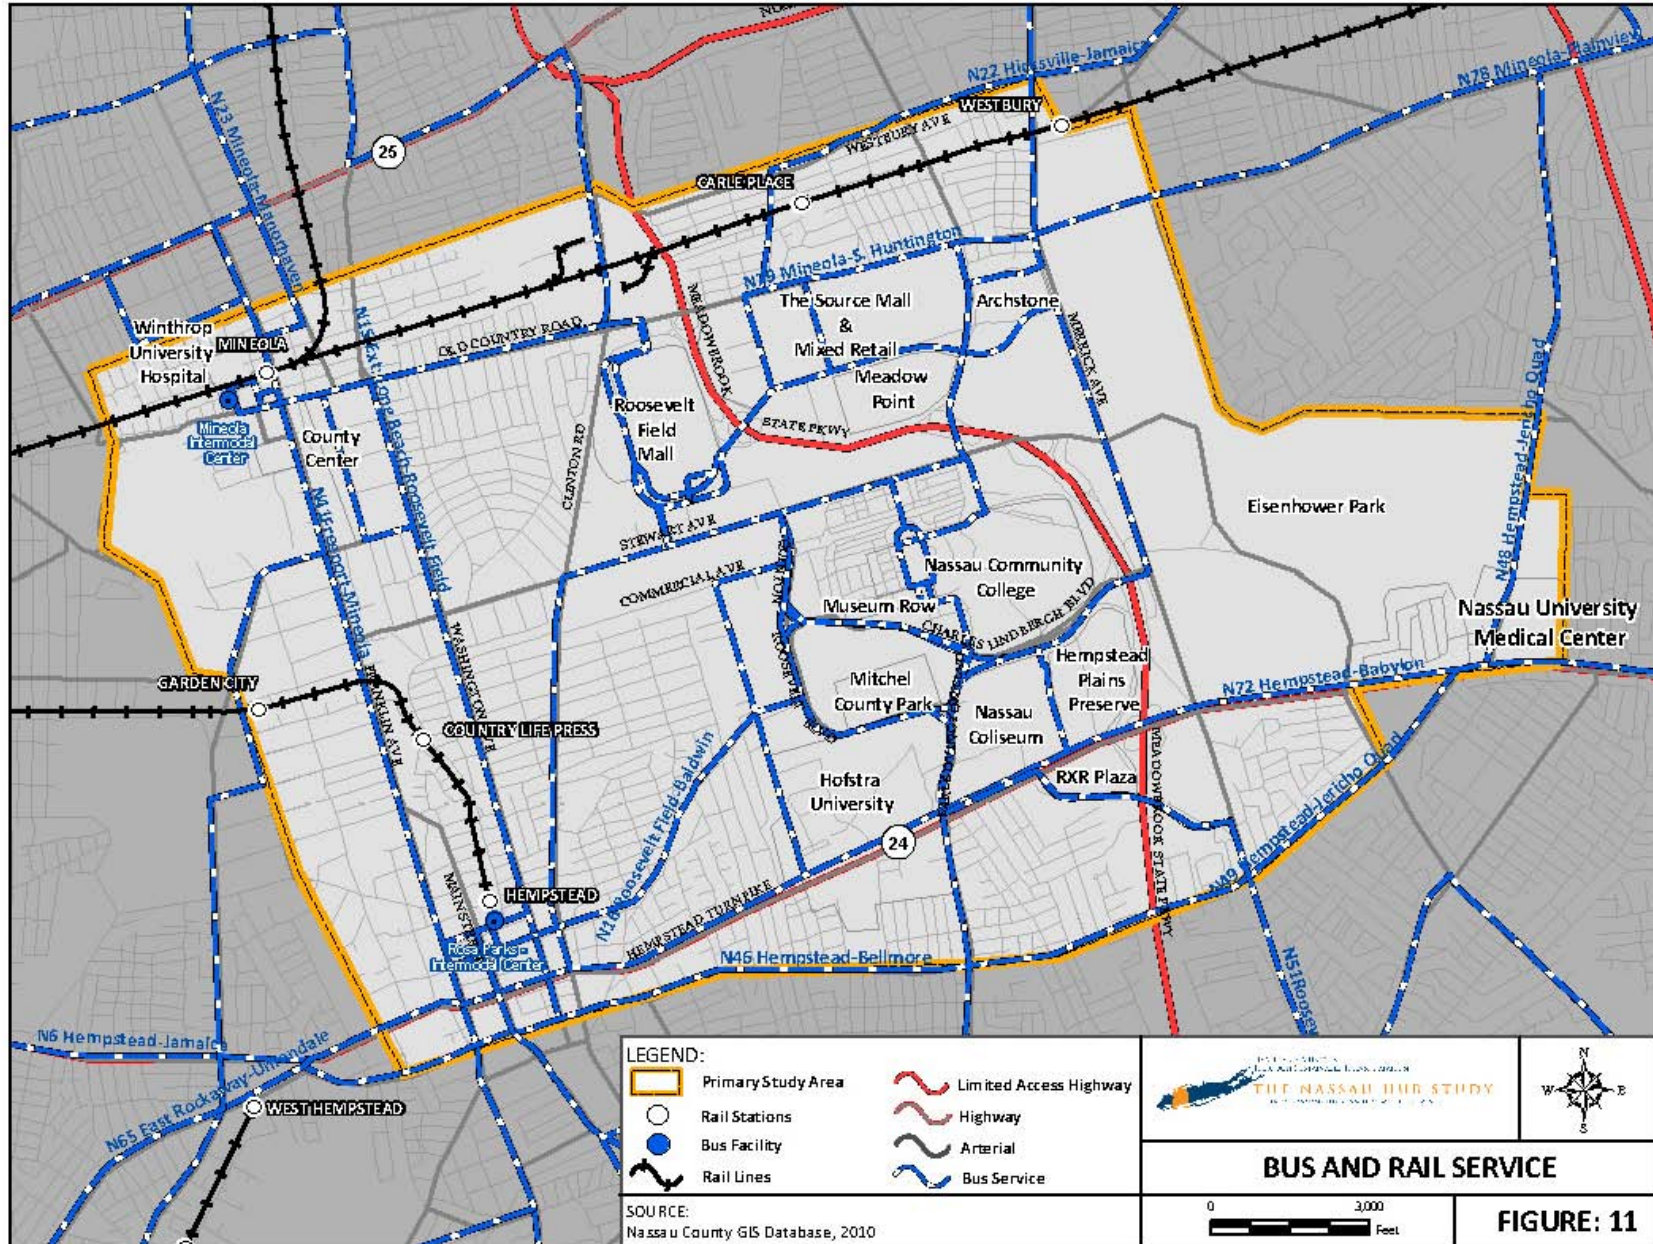 N22 Hicksville-Jamaica
N78 Mineola-Plainview
WESTBURY
N23 Mineola-Manorhaven
25
WESTBURY AVE
CARLE PLACE
N79 Mineola-S. Huntington
The Source Mall
&
Mixed Retail
Archstone
Winthrop
University
Hospital
MINEOLA
OLD COUNTRY ROAD
MEADOWBROOK
STATE PKWY
MERRICK AVE
Meadow
Point
Roosevelt
Field
Mall
Mineola
Intermodal
Center
County
Center
CLINTON RD
N48 Hempstead-Jericho Quad
Eisenhower Park
N41 Freeport-Mineola
STEWART AVE
COMMERCIAL AVE
Nassau Community
College
Museum Row
CHARLES LINDBERGH BLVD
Nassau University
Medical Center
WASHINGTON AVE
FRANKLIN AVE
GARDEN CITY
COUNTRY LIFE PRESS
Mitchel
County Park
Hempstead
Plains
Preserve
N72 Hempstead-Babylon
Nassau
Coliseum
BLVD
Hofstra
University
RXR Plaza
N16 Roosevelt Field-Baldwin
24
MEADOWBROOK STATE PKWY
N49 Hempstead-Jericho Quad
HEMPSTEAD
Rosa Parks -
Intermodal Center
HEMPSTEAD TURNPIKE
N46 Hempstead-Bellmore
N6 Hempstead-Jamaica
N65 East Rockaway-Uniondale
WEST HEMPSTEAD
LEGEND:
Primary Study Area
Rail Stations
Bus Facility
Rail Lines
Limited Access Highway
Highway
Arterial
Bus Service
SOURCE:
Nassau County GIS Database, 2010
THE NASSAU HUB STUDY
N
W E
S
BUS AND RAIL SERVICE
0 3,000
Feet
FIGURE: 11